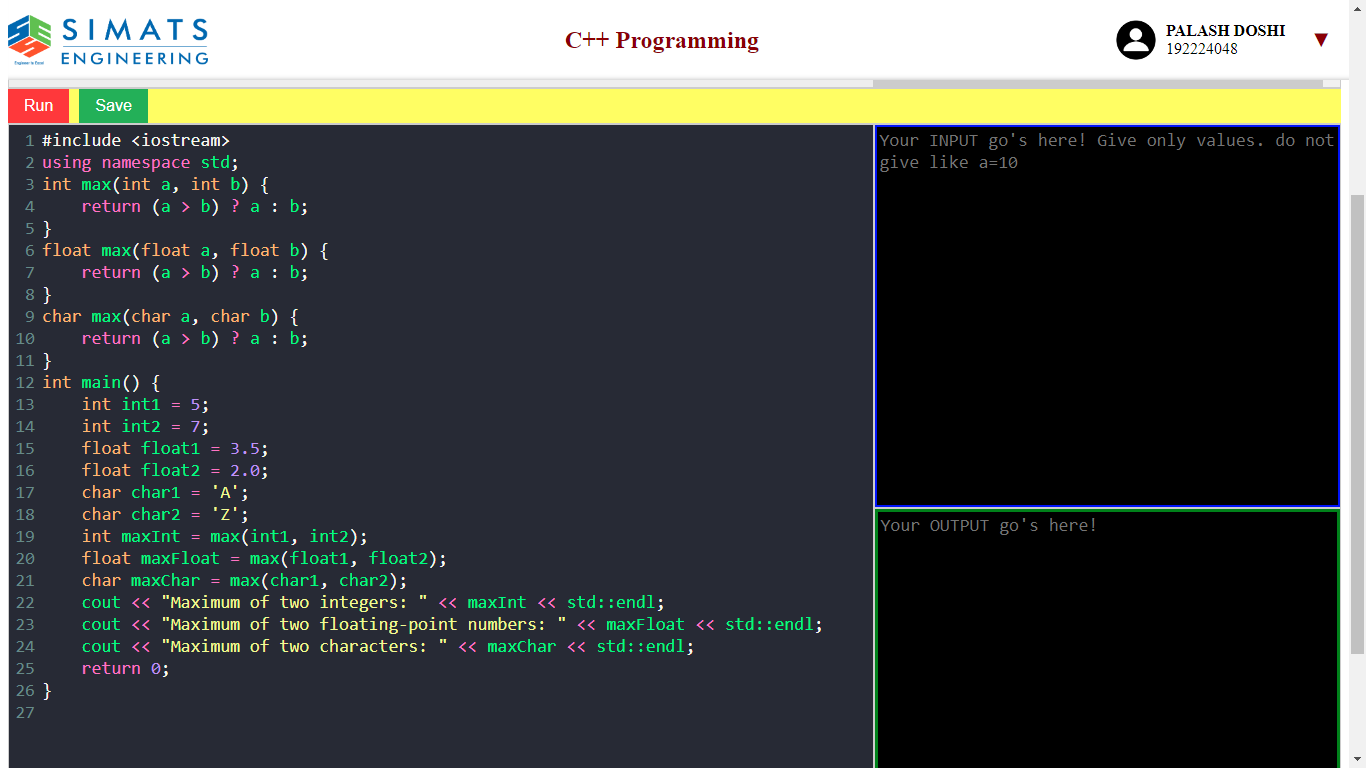 SIMATS
ENGINEERING
Engineer to Excel
C++ Programming
PALASH DOSHI
192224048
▼
Run Save
1 #include <iostream>
2 using namespace std;
3 int max(int a, int b) {
4     return (a > b) ? a : b;
5 }
6 float max(float a, float b) {
7     return (a > b) ? a : b;
8 }
9 char max(char a, char b) {
10     return (a > b) ? a : b;
11 }
12 int main() {
13     int int1 = 5;
14     int int2 = 7;
15     float float1 = 3.5;
16     float float2 = 2.0;
17     char char1 = 'A';
18     char char2 = 'Z';
19     int maxInt = max(int1, int2);
20     float maxFloat = max(float1, float2);
21     char maxChar = max(char1, char2);
22     cout << "Maximum of two integers: " << maxInt << std::endl;
23     cout << "Maximum of two floating-point numbers: " << maxFloat << std::endl;
24     cout << "Maximum of two characters: " << maxChar << std::endl;
25     return 0;
26 }
27
Your INPUT go's here! Give only values. do not
give like a=10
Your OUTPUT go's here!